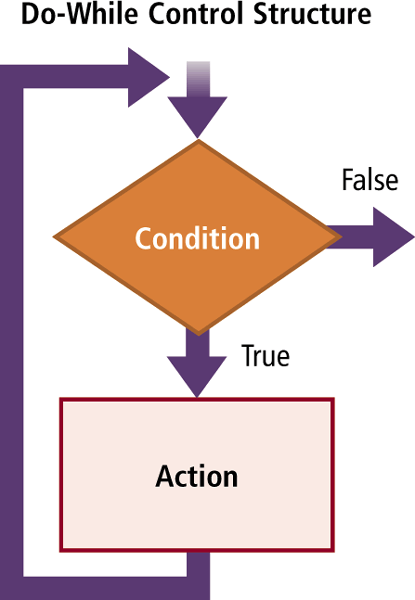 Do-While Control Structure
False
Condition
True
Action